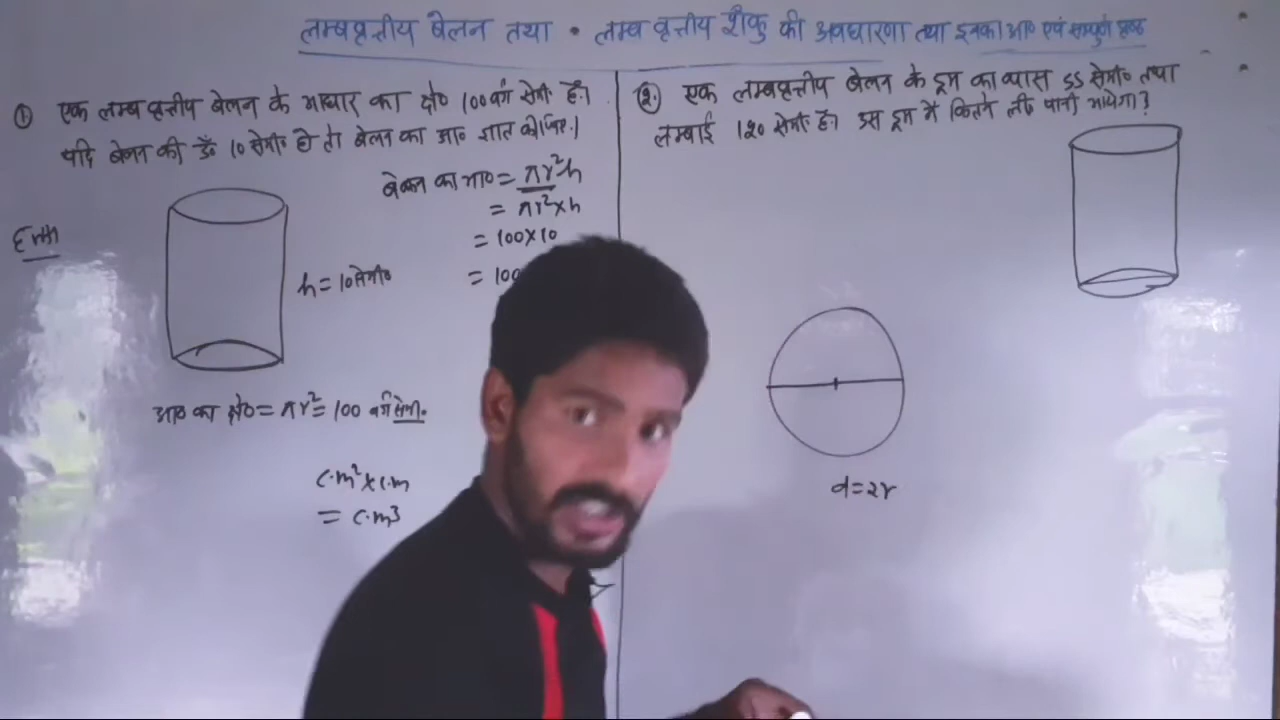 लम्बवृत्तीय बेलन तथा • लम्ब वृत्तीय शंकु की अवधारणा तथा इनका आ० एवं सम्पूर्ण पृष्ठ
① एक लम्ब वृत्तीय बेलन के आधार का क्षे० 100 वर्ग सेमी० है।
यदि बेलन की ऊँ० 10 सेमी० हो तो बेलन का आ० ज्ञात कीजिए।
बेलन का आ० = πr²h
= πr²×h
= 100×10
= 100
h = 10 सेमी०
आ० का क्षे० = πr² = 100 वर्ग सेमी०
c.m²×c.m
= c.m³
② एक लम्बवृत्तीय बेलन के ड्रम का व्यास 55 सेमी० तथा
लम्बाई 120 सेमी० है। इस ड्रम में कितने ली० पानी आयेगा?
d=2r